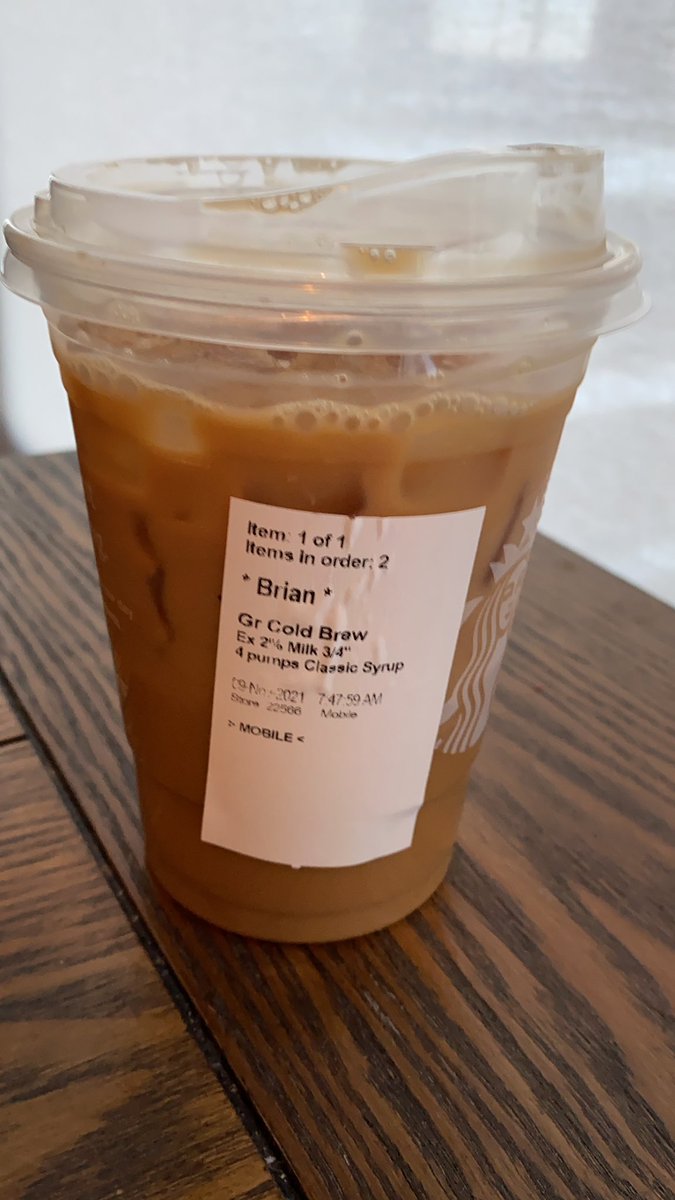 Item: 1 of 1
Items in order: 2
* Brian *
Gr Cold Brew
Ex 2% Milk 3/4"
4 pumps Classic Syrup
09-Nov-2021 7:47:59 AM
Store 22566 Mobile
> MOBILE <